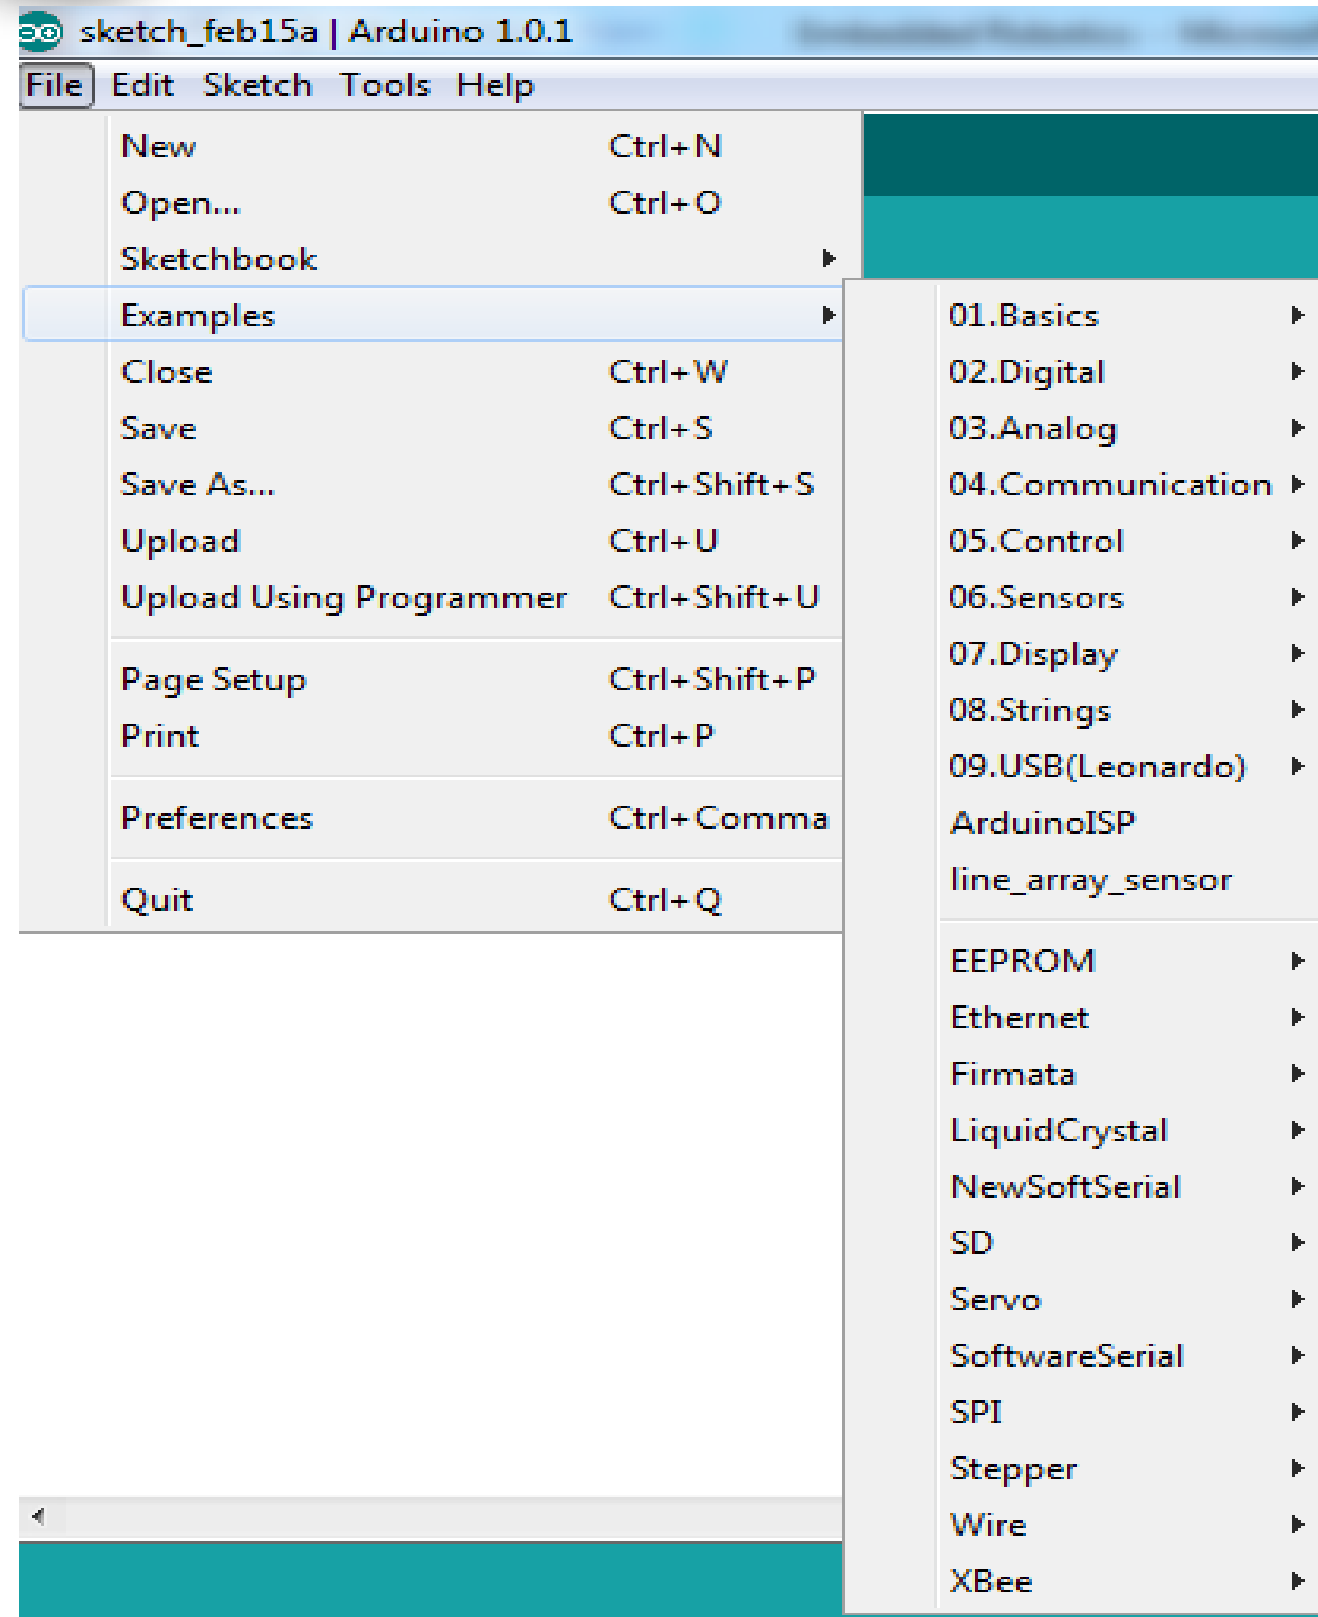 sketch_feb15a | Arduino 1.0.1
File Edit Sketch Tools Help
New Ctrl+N
Open... Ctrl+O
Sketchbook
Examples
Close Ctrl+W
Save Ctrl+S
Save As... Ctrl+Shift+S
Upload Ctrl+U
Upload Using Programmer Ctrl+Shift+U
Page Setup Ctrl+Shift+P
Print Ctrl+P
Preferences Ctrl+Comma
Quit Ctrl+Q
01.Basics
02.Digital
03.Analog
04.Communication
05.Control
06.Sensors
07.Display
08.Strings
09.USB(Leonardo)
ArduinoISP
line_array_sensor
EEPROM
Ethernet
Firmata
LiquidCrystal
NewSoftSerial
SD
Servo
SoftwareSerial
SPI
Stepper
Wire
XBee